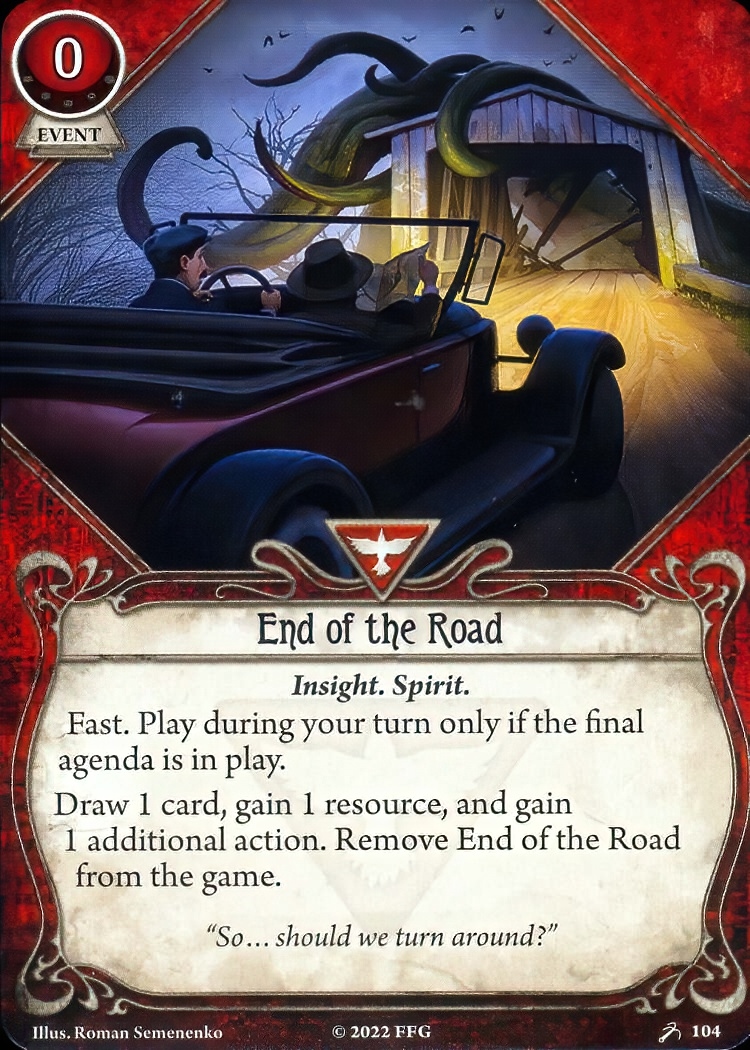 0
EVENT
End of the Road
Insight. Spirit.
Fast. Play during your turn only if the final
agenda is in play.
Draw 1 card, gain 1 resource, and gain
1 additional action. Remove End of the Road
from the game.
“So… should we turn around?”
Illus. Roman Semenenko © 2022 FFG 104